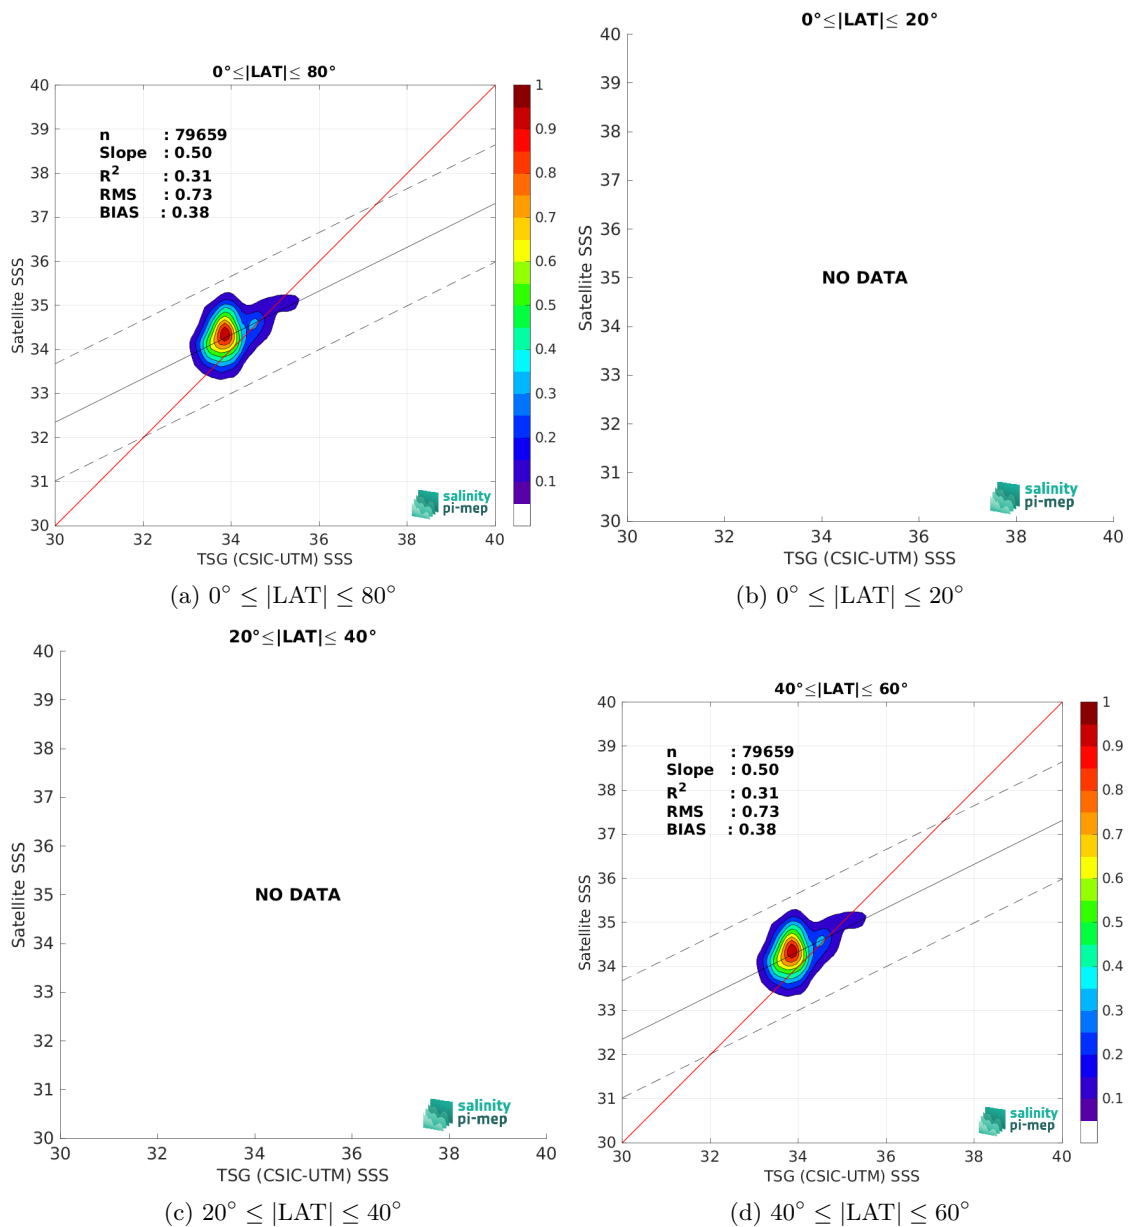 0°≤|LAT|≤ 80°
40
39
38
37
36
35
34
33
32
31
30
Satellite SSS
n : 79659
Slope : 0.50
R² : 0.31
RMS : 0.73
BIAS : 0.38
1
0.9
0.8
0.7
0.6
0.5
0.4
0.3
0.2
0.1
salinity
pi-mep
30 32 34 36 38 40
TSG (CSIC-UTM) SSS
(a) 0° ≤ |LAT| ≤ 80°
0°≤|LAT|≤ 20°
40
39
38
37
36
35
34
33
32
31
30
Satellite SSS
NO DATA
salinity
pi-mep
30 32 34 36 38 40
TSG (CSIC-UTM) SSS
(b) 0° ≤ |LAT| ≤ 20°
20°≤|LAT|≤ 40°
40
39
38
37
36
35
34
33
32
31
30
Satellite SSS
NO DATA
salinity
pi-mep
30 32 34 36 38 40
TSG (CSIC-UTM) SSS
(c) 20° ≤ |LAT| ≤ 40°
40°≤|LAT|≤ 60°
40
39
38
37
36
35
34
33
32
31
30
Satellite SSS
n : 79659
Slope : 0.50
R² : 0.31
RMS : 0.73
BIAS : 0.38
1
0.9
0.8
0.7
0.6
0.5
0.4
0.3
0.2
0.1
salinity
pi-mep
30 32 34 36 38 40
TSG (CSIC-UTM) SSS
(d) 40° ≤ |LAT| ≤ 60°